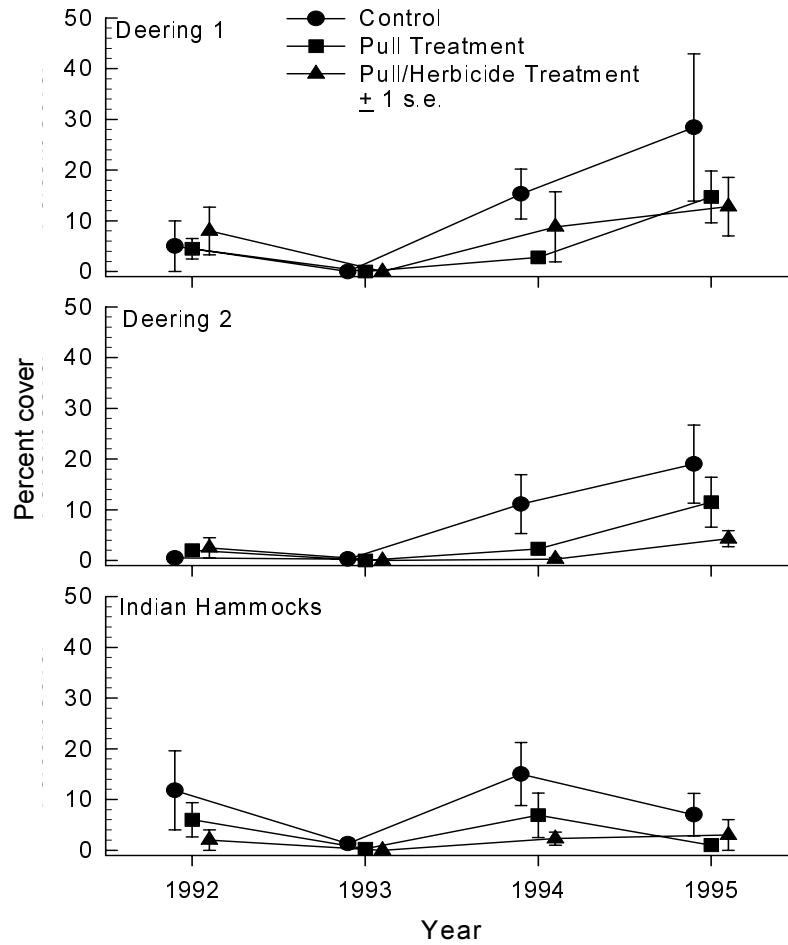 Deering 1
Control
Pull Treatment
Pull/Herbicide Treatment
± 1 s.e.
50
40
30
20
10
0
Deering 2
50
40
30
20
10
0
Percent cover
Indian Hammocks
50
40
30
20
10
0
1992 1993 1994 1995
Year